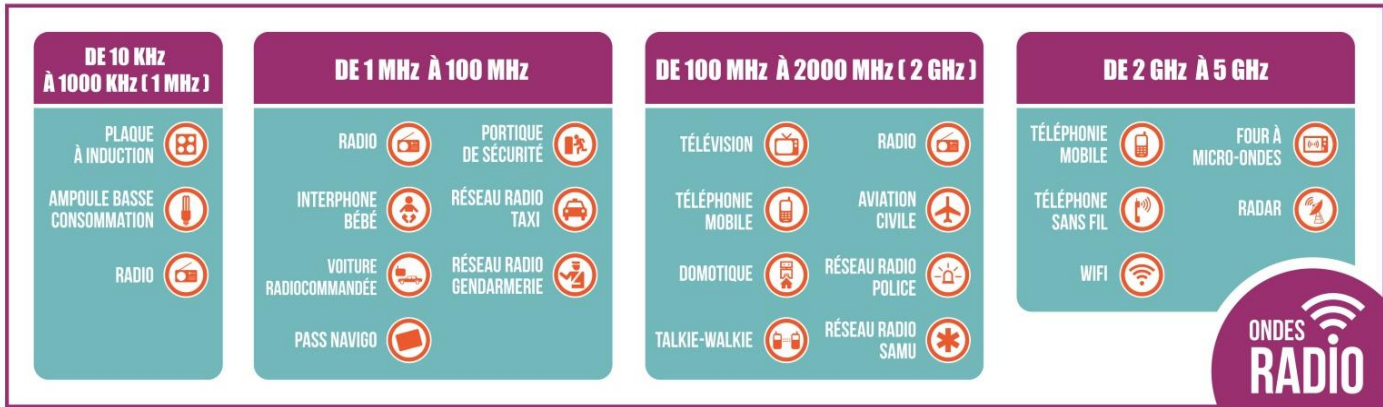 DE 10 KHz
À 1000 KHz ( 1 MHz )
PLAQUE
À INDUCTION
AMPOULE BASSE
CONSOMMATION
RADIO
DE 1 MHz À 100 MHz
RADIO
INTERPHONE
BÉBÉ
VOITURE
RADIOCOMMANDÉE
PASS NAVIGO
PORTIQUE
DE SÉCURITÉ
RÉSEAU RADIO
TAXI
RÉSEAU RADIO
GENDARMERIE
DE 100 MHz À 2000 MHz ( 2 GHz )
TÉLÉVISION
TÉLÉPHONIE
MOBILE
DOMOTIQUE
TALKIE-WALKIE
RADIO
AVIATION
CIVILE
RÉSEAU RADIO
POLICE
RÉSEAU RADIO
SAMU
DE 2 GHz À 5 GHz
TÉLÉPHONIE
MOBILE
TÉLÉPHONE
SANS FIL
WIFI
FOUR À
MICRO-ONDES
RADAR
ONDES
RADIO